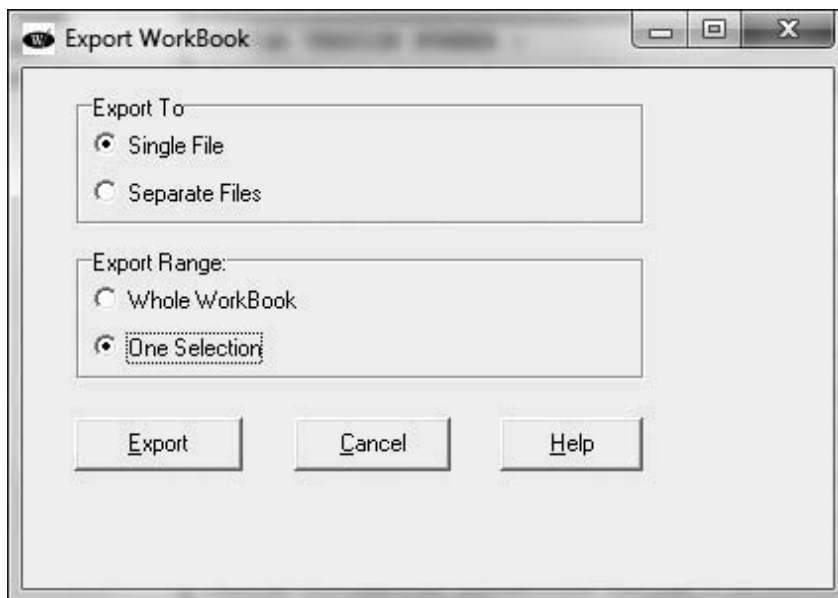 Export WorkBook
Export To
Single File
Separate Files
Export Range:
Whole WorkBook
One Selection
Export Cancel Help